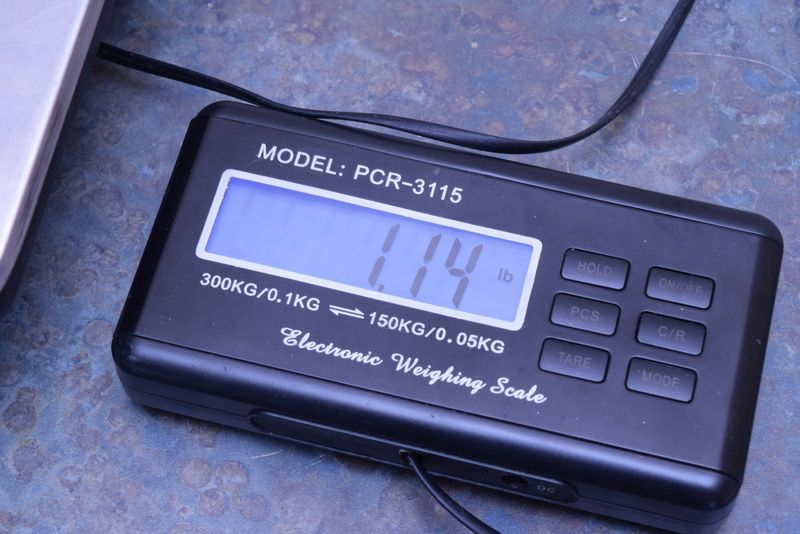 MODEL: PCR-3115
1.14 lb
300KG/0.1KG ⇌ 150KG/0.05KG
Electronic Weighing Scale
HOLD ON/OFF
PCS C/R
TARE MODE
DC